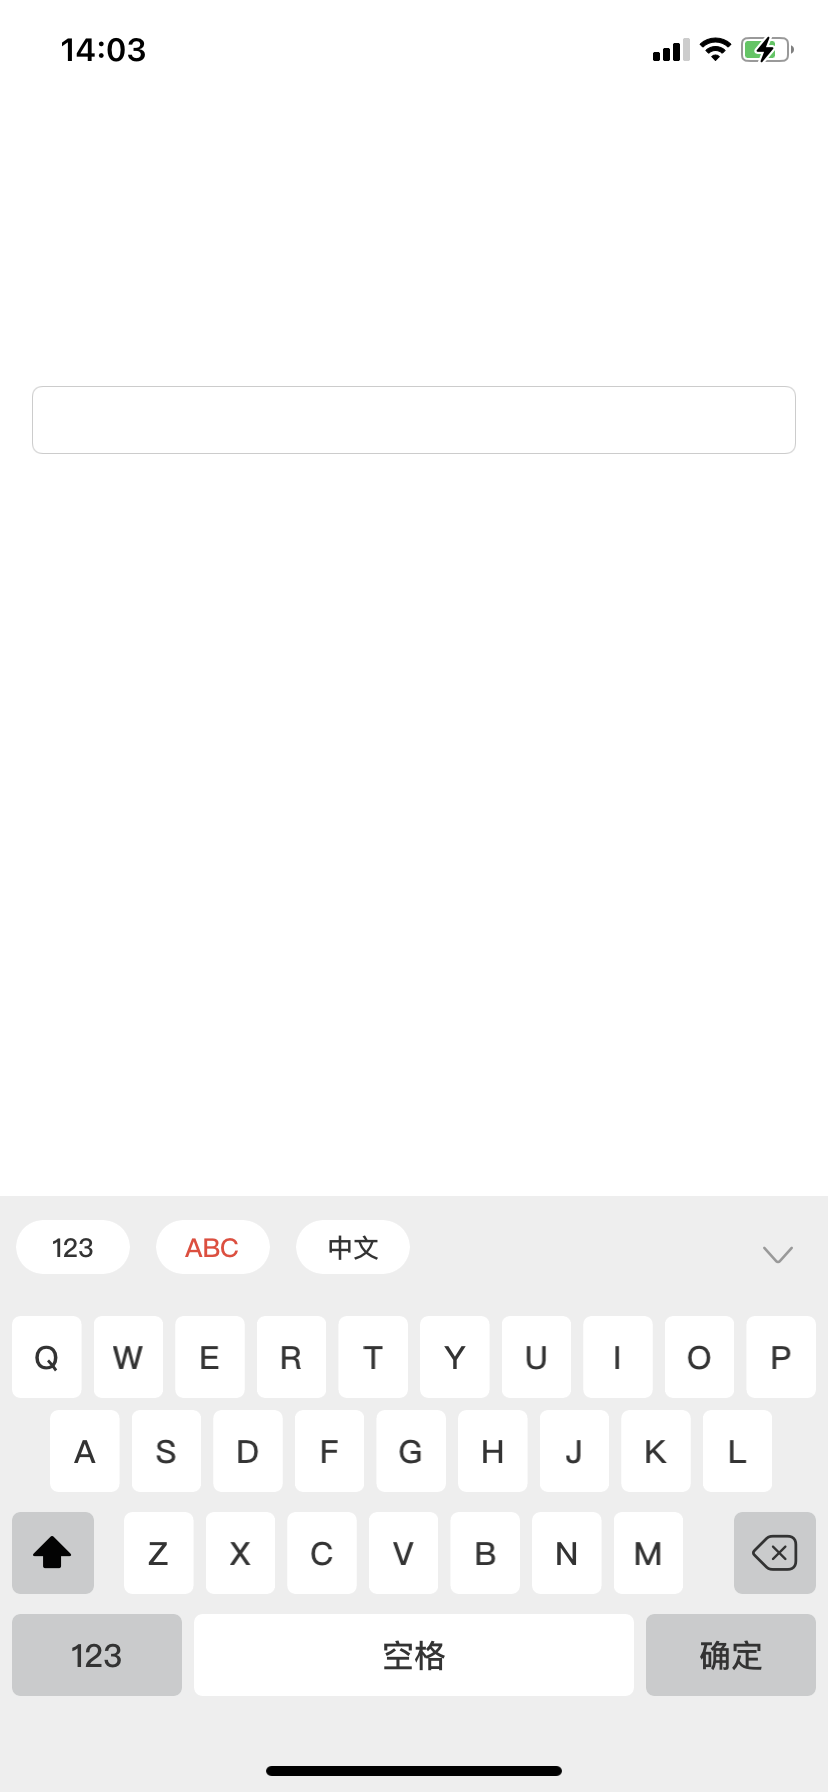 14:03
123 ABC 中文
Q W E R T Y U I O P
A S D F G H J K L
Z X C V B N M
123 空格 确定